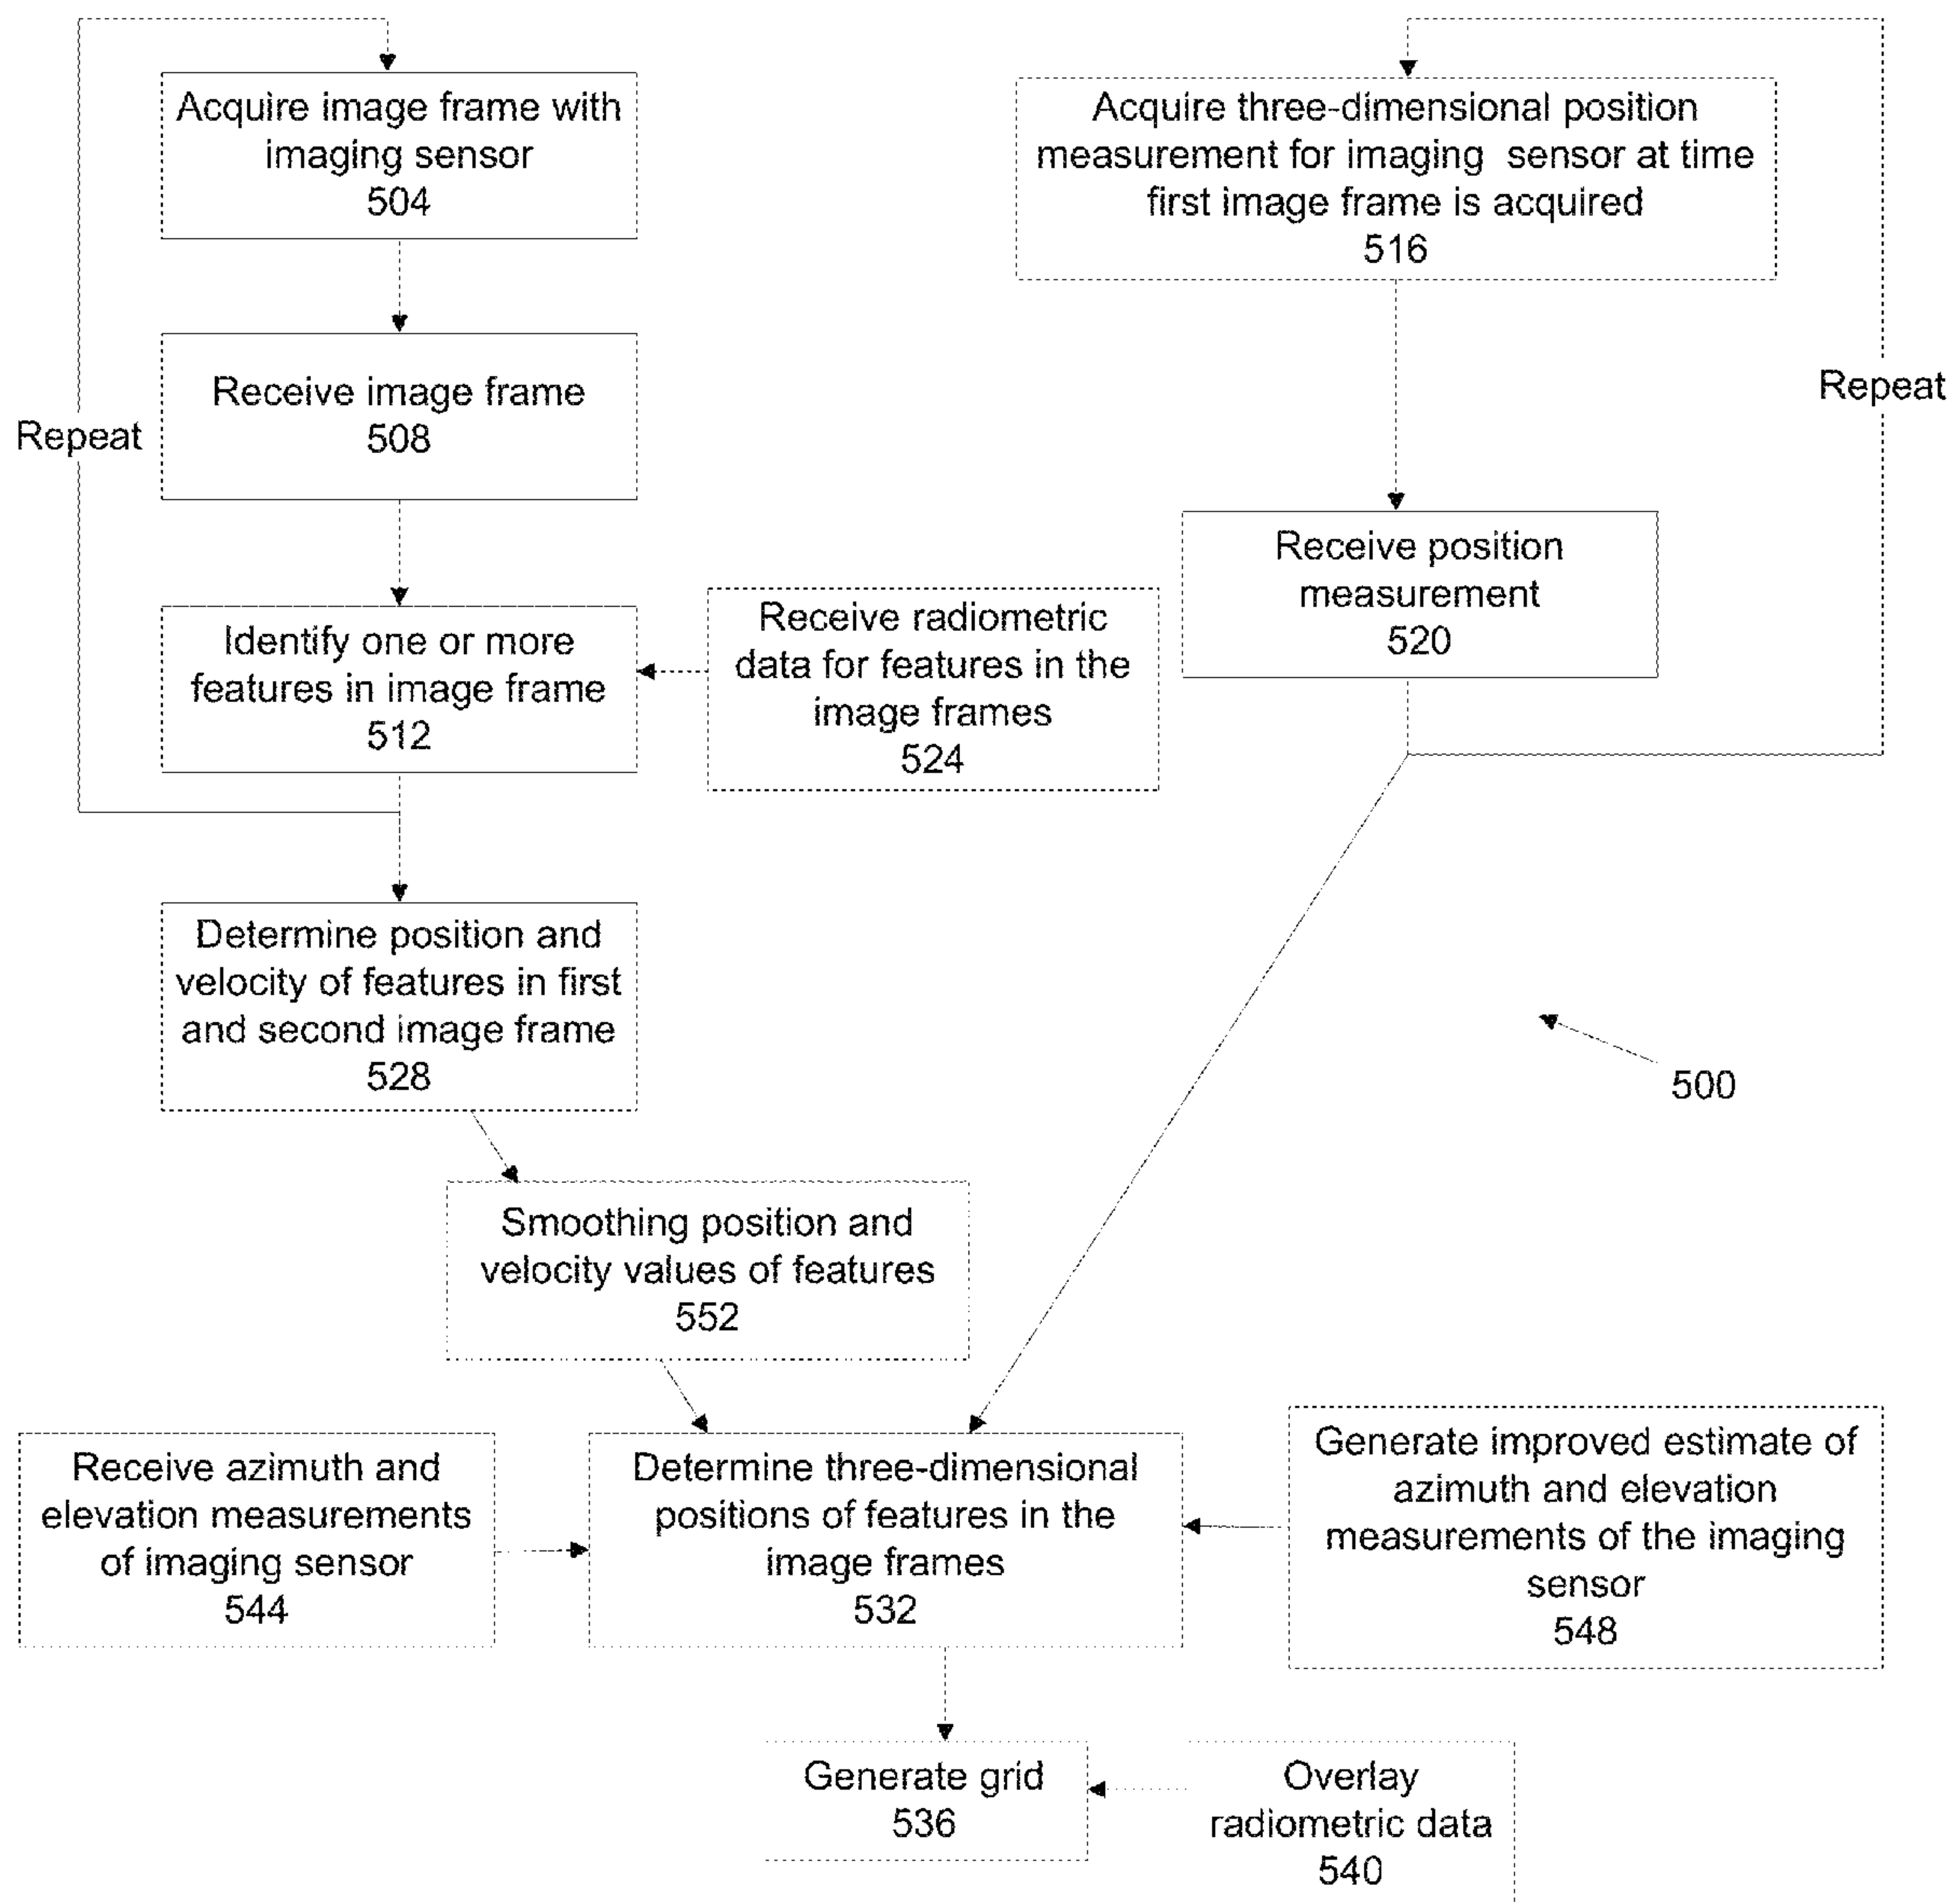 Acquire image frame with
imaging sensor
504
Acquire three-dimensional position
measurement for imaging sensor at time
first image frame is acquired
516
Receive image frame
508
Repeat
Repeat
Receive position
measurement
520
Identify one or more
features in image frame
512
Receive radiometric
data for features in the
image frames
524
Determine position and
velocity of features in first
and second image frame
528
500
Smoothing position and
velocity values of features
552
Receive azimuth and
elevation measurements
of imaging sensor
544
Determine three-dimensional
positions of features in the
image frames
532
Generate improved estimate of
azimuth and elevation
measurements of the imaging
sensor
548
Generate grid
536
Overlay
radiometric data
540